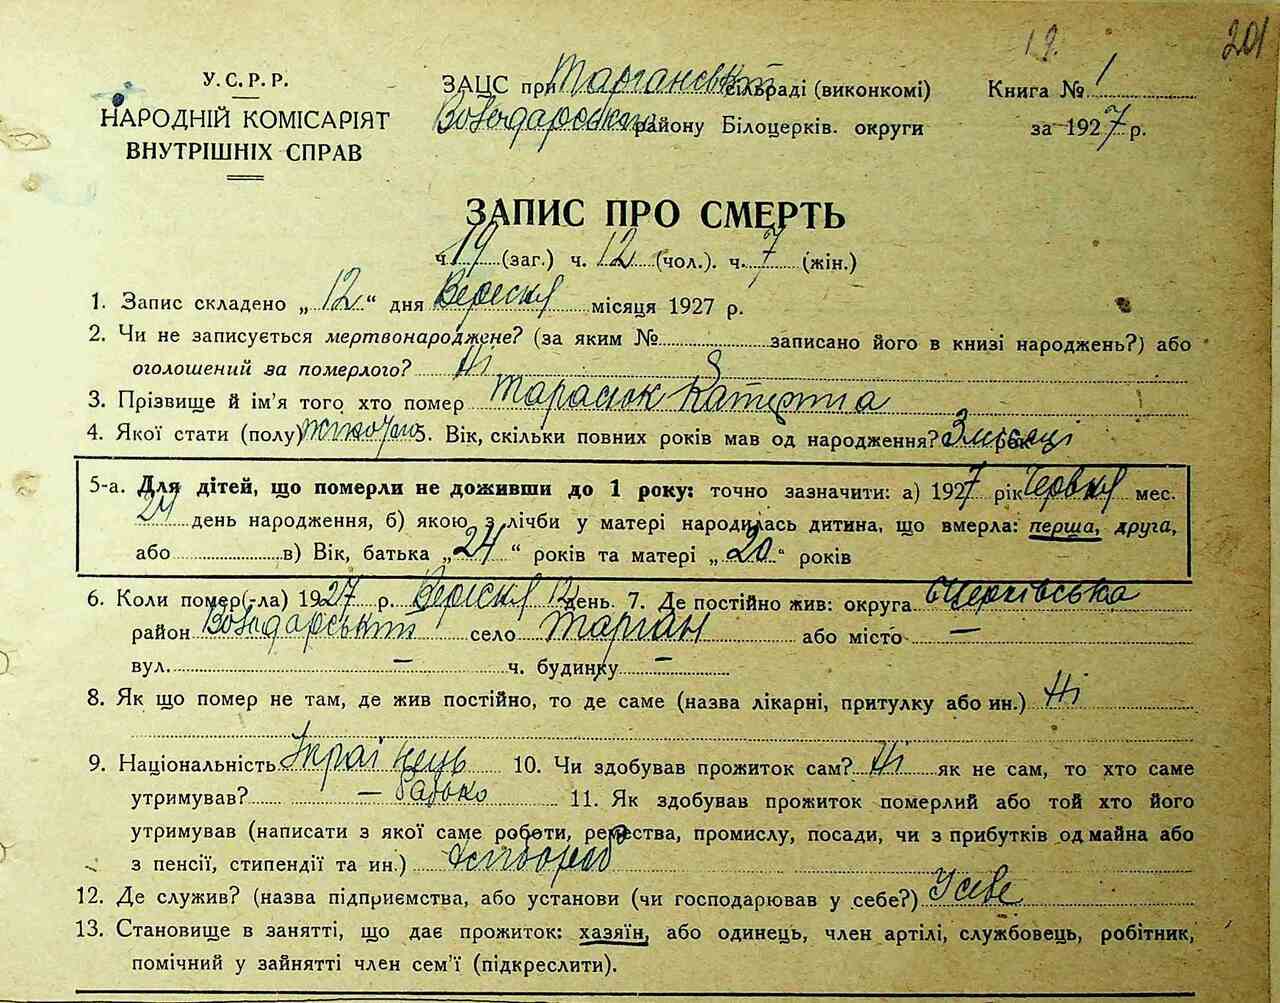 19. 201
У.С.Р.Р.
НАРОДНІЙ КОМІСАРІЯТ
ВНУТРІШНІХ СПРАВ
ЗАЦС при Тарганській сільраді (виконкомі)
Володарського району Білоцерків. округи
Книга № 1
за 1927 р.
ЗАПИС ПРО СМЕРТЬ
ч. 19 (заг.) ч. 12 (чол.). ч. 7 (жін.)
1. Запис складено „ 12 “ дня Вересня місяця 1927 р.
2. Чи не записується мертвонароджене? (за яким № записано його в книзі народжень?) або
оголошений за померлого? Ні
3. Прізвище й ім'я того хто помер Тарасюк Катерина
4. Якої стати (полу) жіночого 5. Вік, скільки повних років мав од народження? 3 місяці рок
5-а. Для дітей, що померли не доживши до 1 року: точно зазначити: а) 1927 рік Червня мес.
24 день народження, б) якою з лічби у матері народилась дитина, що вмерла: перша, друга,
або в) Вік, батька „ 24 “ років та матері „ 20 “ років
6. Коли помер(-ла) 1927 р. Вересня 12 день. 7. Де постійно жив: округа Б Церківська
район Володарський село Тарган або місто —
вул. — ч. будинку —
8. Як що помер не там, де жив постійно, то де саме (назва лікарні, притулку або ин.) Ні
9. Національність Українець 10. Чи здобував прожиток сам? Ні як не сам, то хто саме
утримував? — батько 11. Як здобував прожиток померлий або той хто його
утримував (написати з якої саме роботи, ремества, промислу, посади, чи з прибутків од майна або
з пенсії, стипендії та ин.) хлібороб
12. Де служив? (назва підприємства, або установи (чи господарював у себе?) У себе
13. Становище в занятті, що дає прожиток: хазяїн, або одинець, член артілі, службовець, робітник,
помічний у зайнятті член сем'ї (підкреслити).